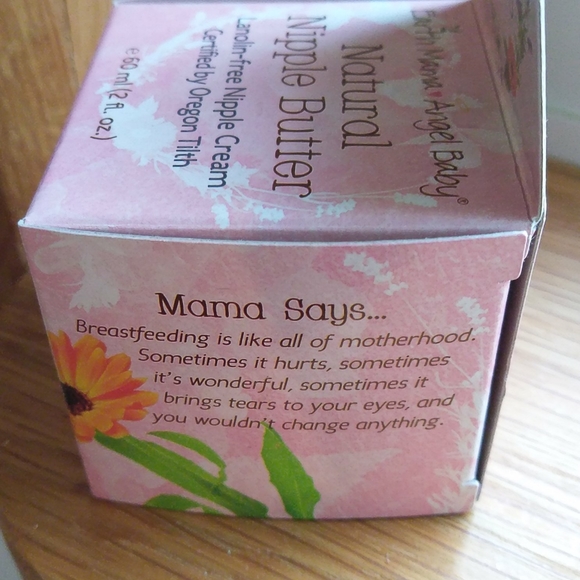 Earth Mama ♥ Angel Baby®
Natural
Nipple Butter
Lanolin-free Nipple Cream
Certified by Oregon Tilth
℮ 60 ml (2 fl. oz.)
Mama Says...
Breastfeeding is like all of motherhood.
Sometimes it hurts, sometimes
it's wonderful, sometimes it
brings tears to your eyes, and
you wouldn't change anything.